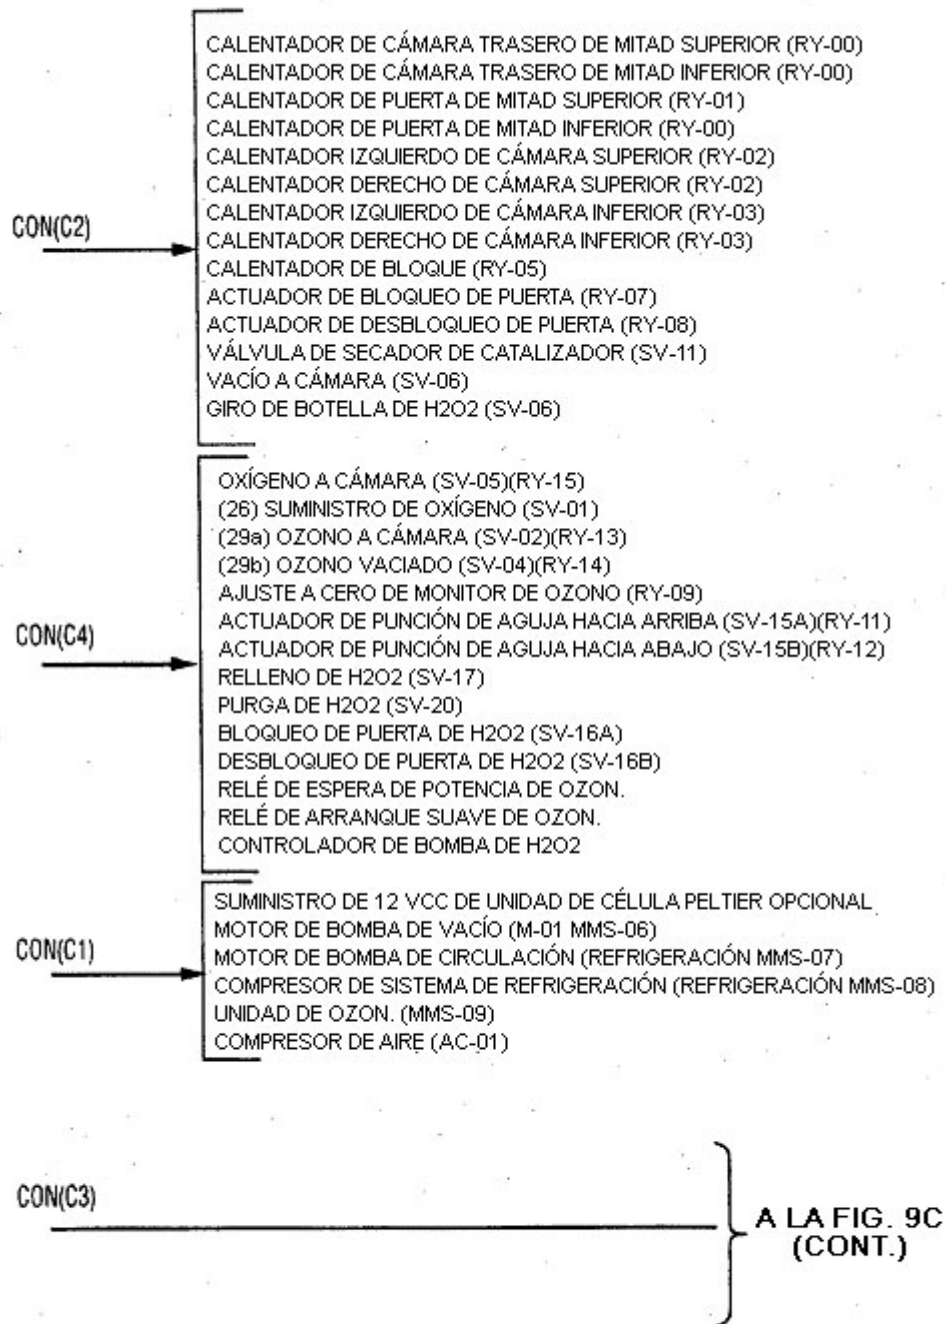 CALENTADOR DE CÁMARA TRASERO DE MITAD SUPERIOR (RY-00)
CALENTADOR DE CÁMARA TRASERO DE MITAD INFERIOR (RY-00)
CALENTADOR DE PUERTA DE MITAD SUPERIOR (RY-01)
CALENTADOR DE PUERTA DE MITAD INFERIOR (RY-00)
CALENTADOR IZQUIERDO DE CÁMARA SUPERIOR (RY-02)
CALENTADOR DERECHO DE CÁMARA SUPERIOR (RY-02)
CALENTADOR IZQUIERDO DE CÁMARA INFERIOR (RY-03)
CON(C2)
CALENTADOR DERECHO DE CÁMARA INFERIOR (RY-03)
CALENTADOR DE BLOQUE (RY-05)
ACTUADOR DE BLOQUEO DE PUERTA (RY-07)
ACTUADOR DE DESBLOQUEO DE PUERTA (RY-08)
VÁLVULA DE SECADOR DE CATALIZADOR (SV-11)
VACÍO A CÁMARA (SV-06)
GIRO DE BOTELLA DE H2O2 (SV-06)
OXÍGENO A CÁMARA (SV-05)(RY-15)
(26) SUMINISTRO DE OXÍGENO (SV-01)
(29a) OZONO A CÁMARA (SV-02)(RY-13)
(29b) OZONO VACIADO (SV-04)(RY-14)
AJUSTE A CERO DE MONITOR DE OZONO (RY-09)
ACTUADOR DE PUNCIÓN DE AGUJA HACIA ARRIBA (SV-15A)(RY-11)
CON(C4)
ACTUADOR DE PUNCIÓN DE AGUJA HACIA ABAJO (SV-15B)(RY-12)
RELLENO DE H2O2 (SV-17)
PURGA DE H2O2 (SV-20)
BLOQUEO DE PUERTA DE H2O2 (SV-16A)
DESBLOQUEO DE PUERTA DE H2O2 (SV-16B)
RELÉ DE ESPERA DE POTENCIA DE OZON.
RELÉ DE ARRANQUE SUAVE DE OZON.
CONTROLADOR DE BOMBA DE H2O2
SUMINISTRO DE 12 VCC DE UNIDAD DE CÉLULA PELTIER OPCIONAL
MOTOR DE BOMBA DE VACÍO (M-01 MMS-06)
CON(C1)
MOTOR DE BOMBA DE CIRCULACIÓN (REFRIGERACIÓN MMS-07)
COMPRESOR DE SISTEMA DE REFRIGERACIÓN (REFRIGERACIÓN MMS-08)
UNIDAD DE OZON. (MMS-09)
COMPRESOR DE AIRE (AC-01)
CON(C3)
A LA FIG. 9C
(CONT.)